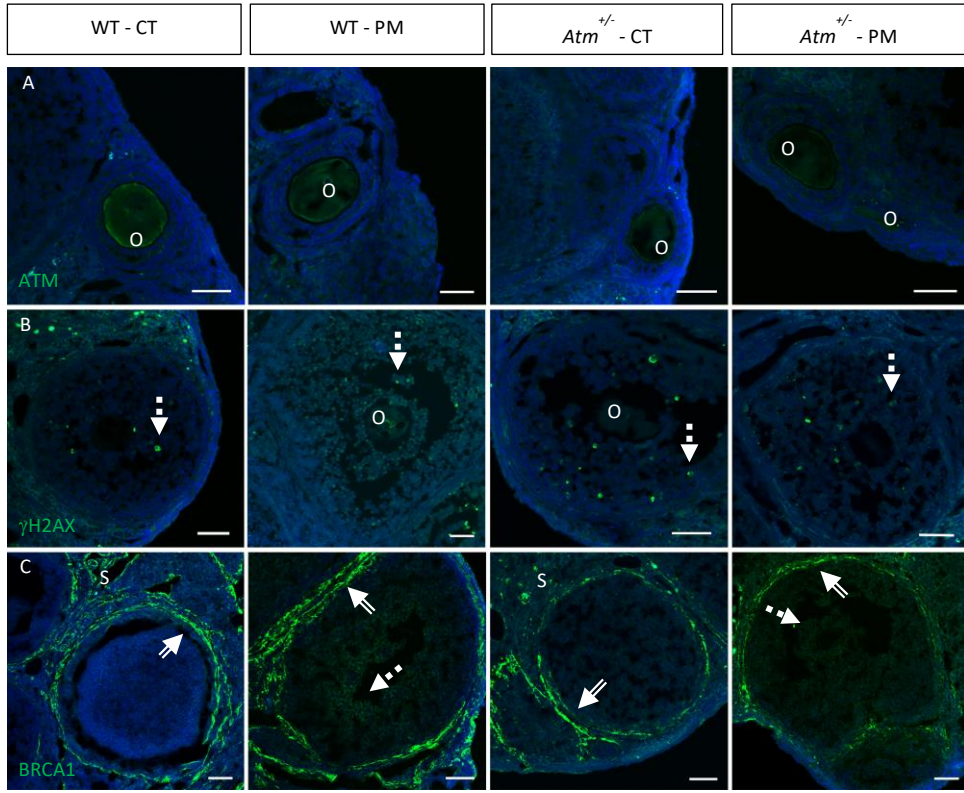 WT - CT
WT - PM
Atm+/- - CT
Atm+/- - PM
A
O
O
O
O
O
ATM
B
O
O
γH2AX
C
S
S
BRCA1